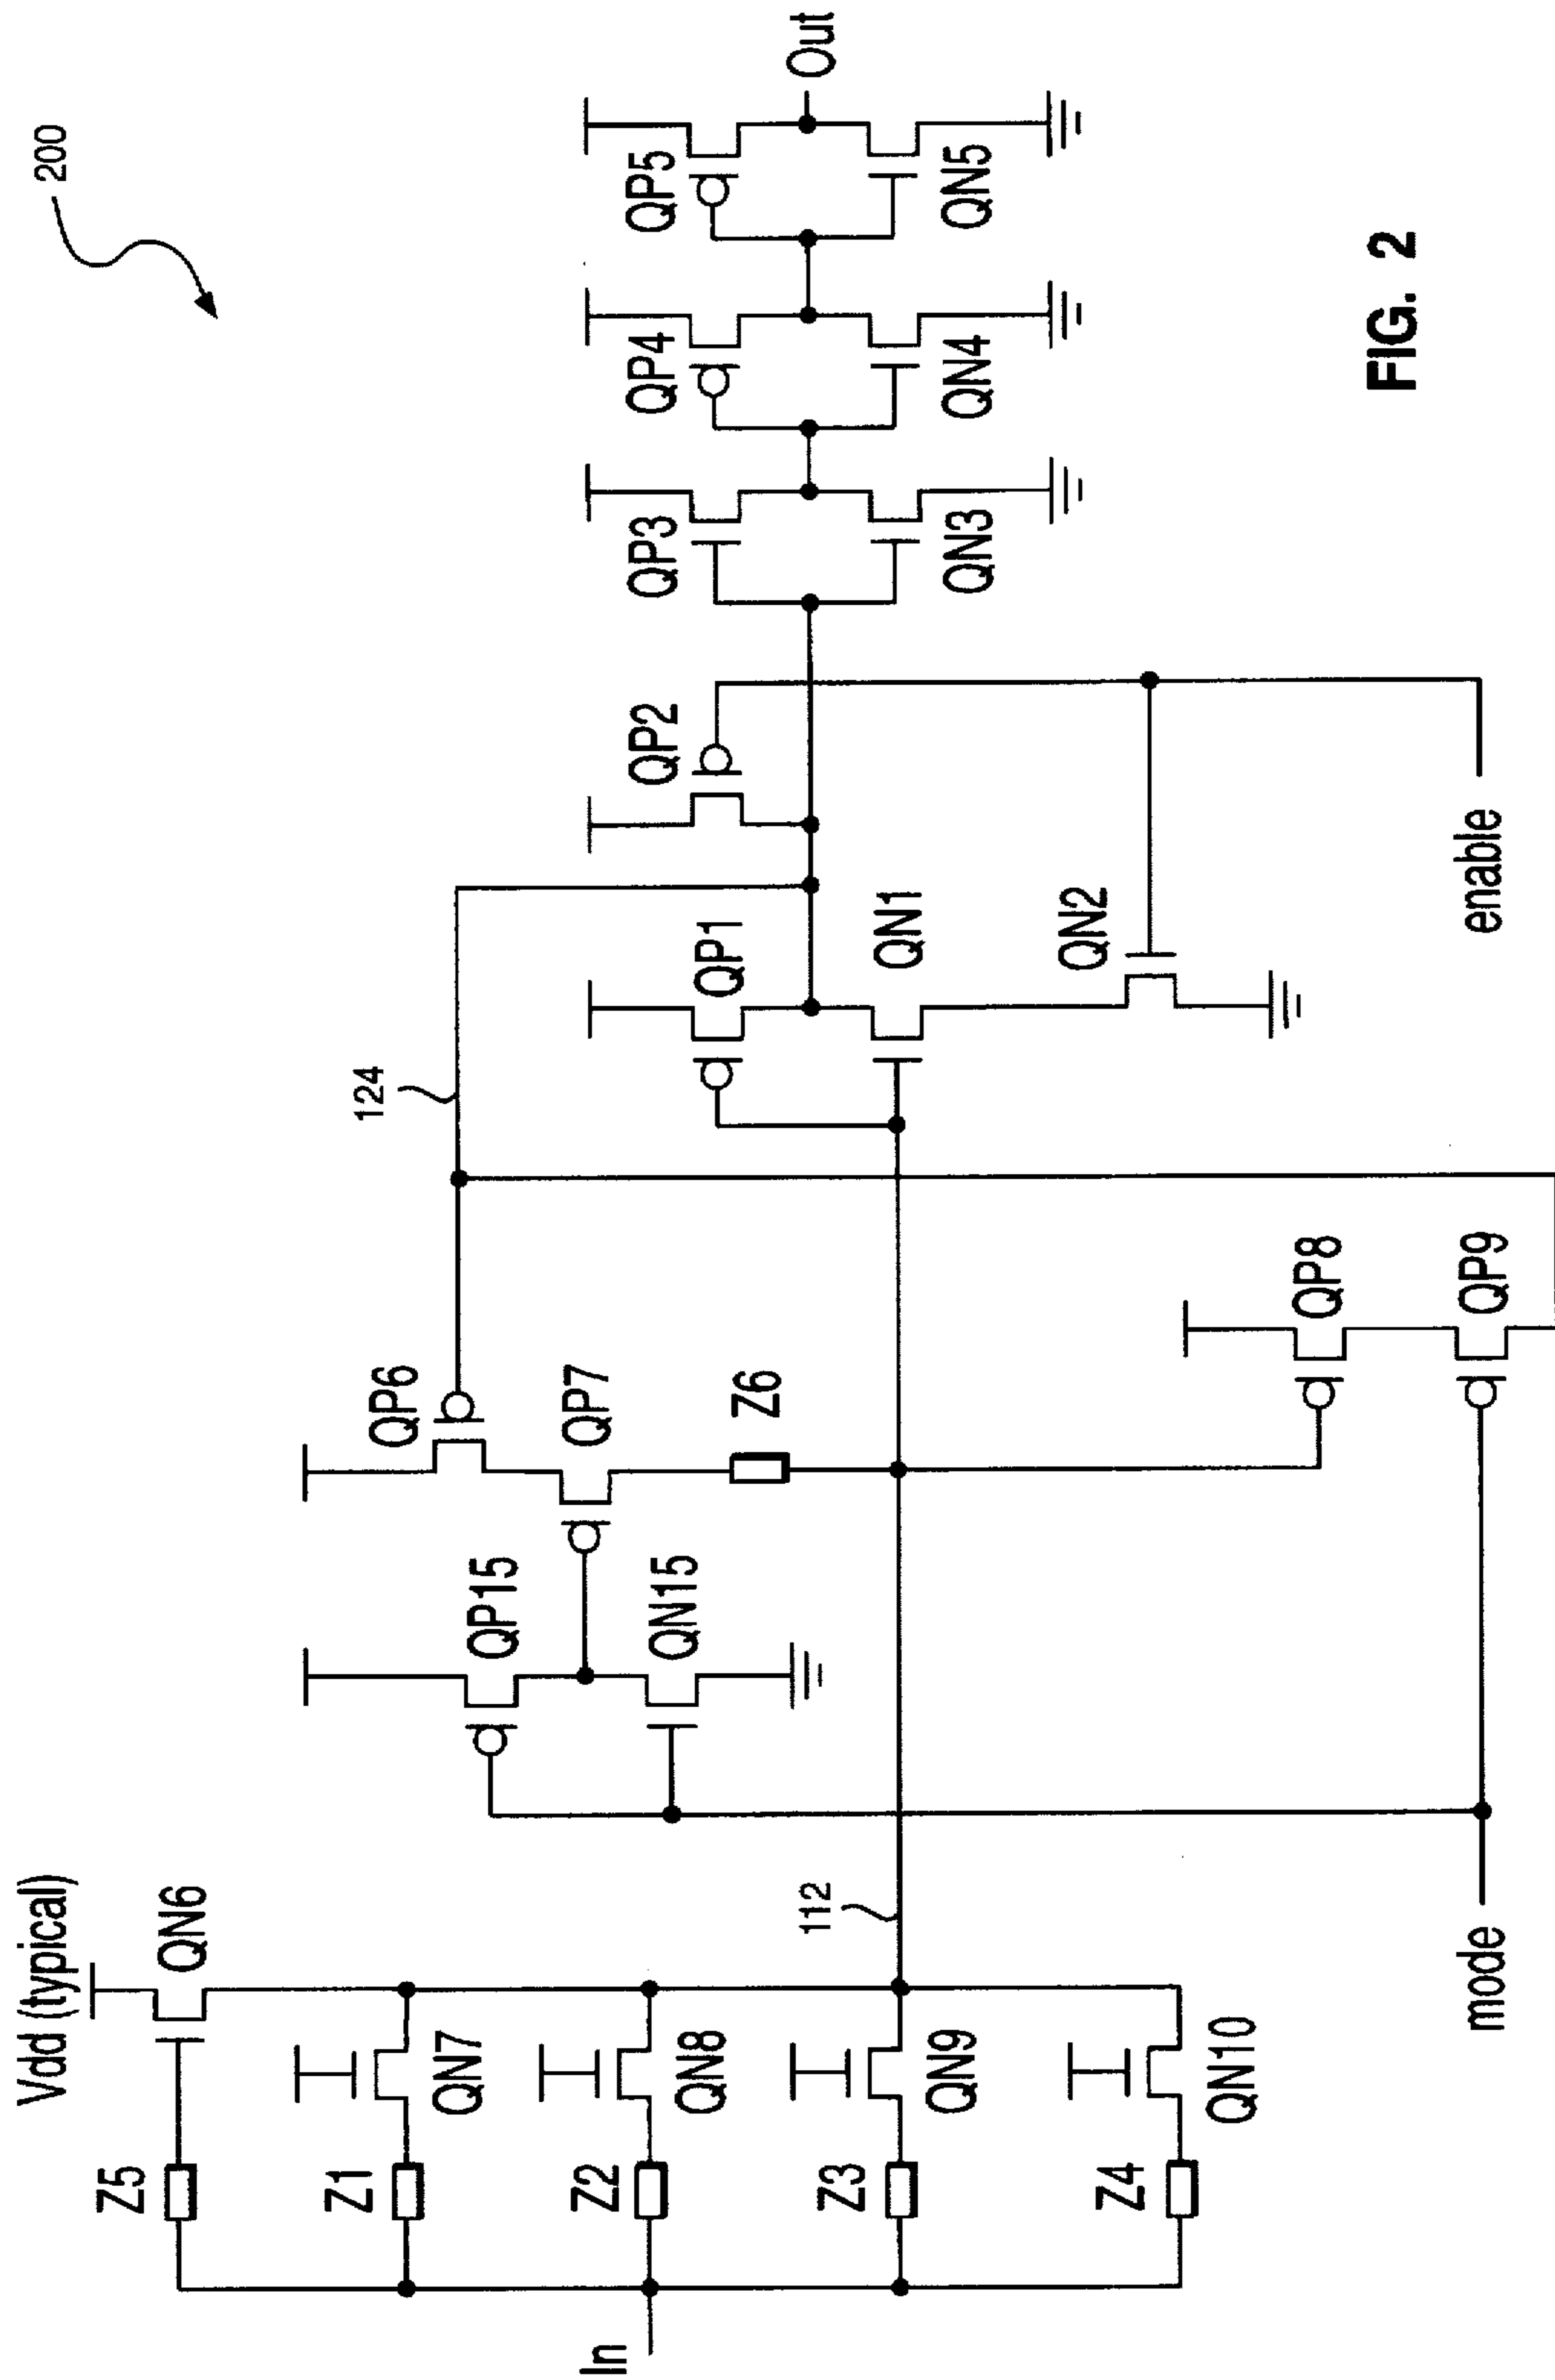 200
Vdd (typical)
QN6
Z5
Z1
QN7
Z2
QN8
Z3
QN9
Z4
QN10
In
112
mode
QP15
QN15
QP6
QP7
Z6
QP8
QP9
124
QP1
QN1
QN2
QP2
enable
QP3
QN3
QP4
QN4
QP5
QN5
Out
FIG. 2